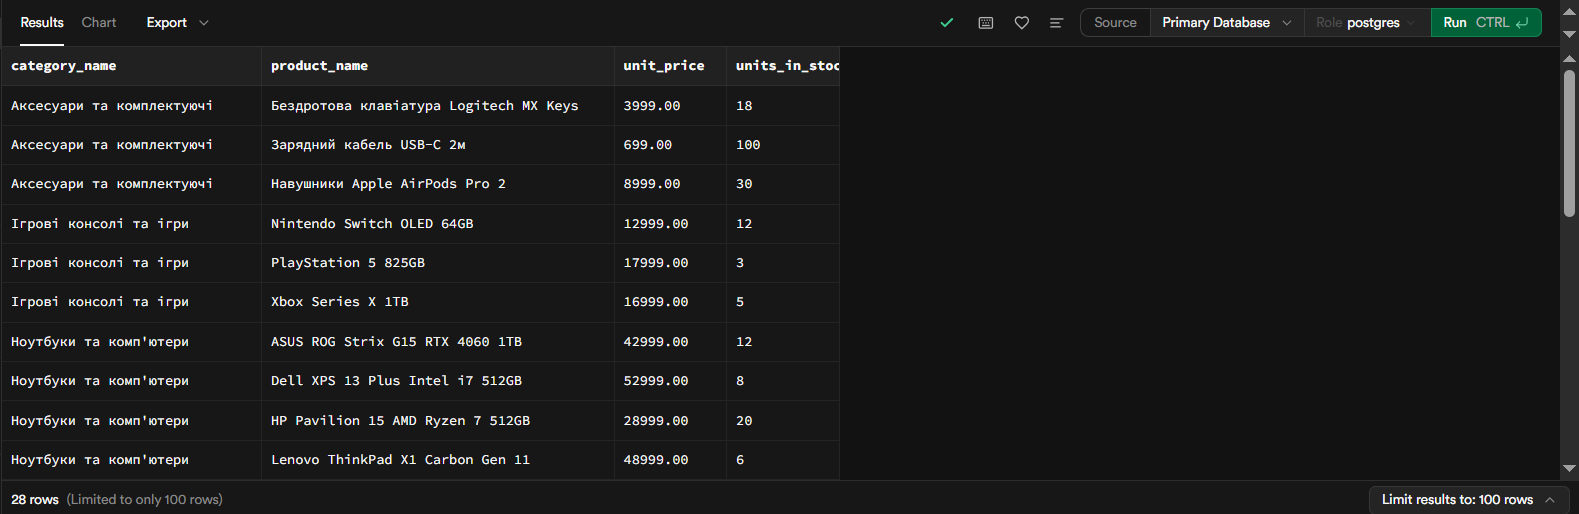 Results Chart Export Source Primary Database Role postgres Run CTRL
category_name product_name unit_price units_in_stoc
Аксесуари та комплектуючі Бездротова клавіатура Logitech MX Keys 3999.00 18
Аксесуари та комплектуючі Зарядний кабель USB-C 2м 699.00 100
Аксесуари та комплектуючі Навушники Apple AirPods Pro 2 8999.00 30
Ігрові консолі та ігри Nintendo Switch OLED 64GB 12999.00 12
Ігрові консолі та ігри PlayStation 5 825GB 17999.00 3
Ігрові консолі та ігри Xbox Series X 1TB 16999.00 5
Ноутбуки та комп'ютери ASUS ROG Strix G15 RTX 4060 1TB 42999.00 12
Ноутбуки та комп'ютери Dell XPS 13 Plus Intel i7 512GB 52999.00 8
Ноутбуки та комп'ютери HP Pavilion 15 AMD Ryzen 7 512GB 28999.00 20
Ноутбуки та комп'ютери Lenovo ThinkPad X1 Carbon Gen 11 48999.00 6
28 rows (Limited to only 100 rows) Limit results to: 100 rows